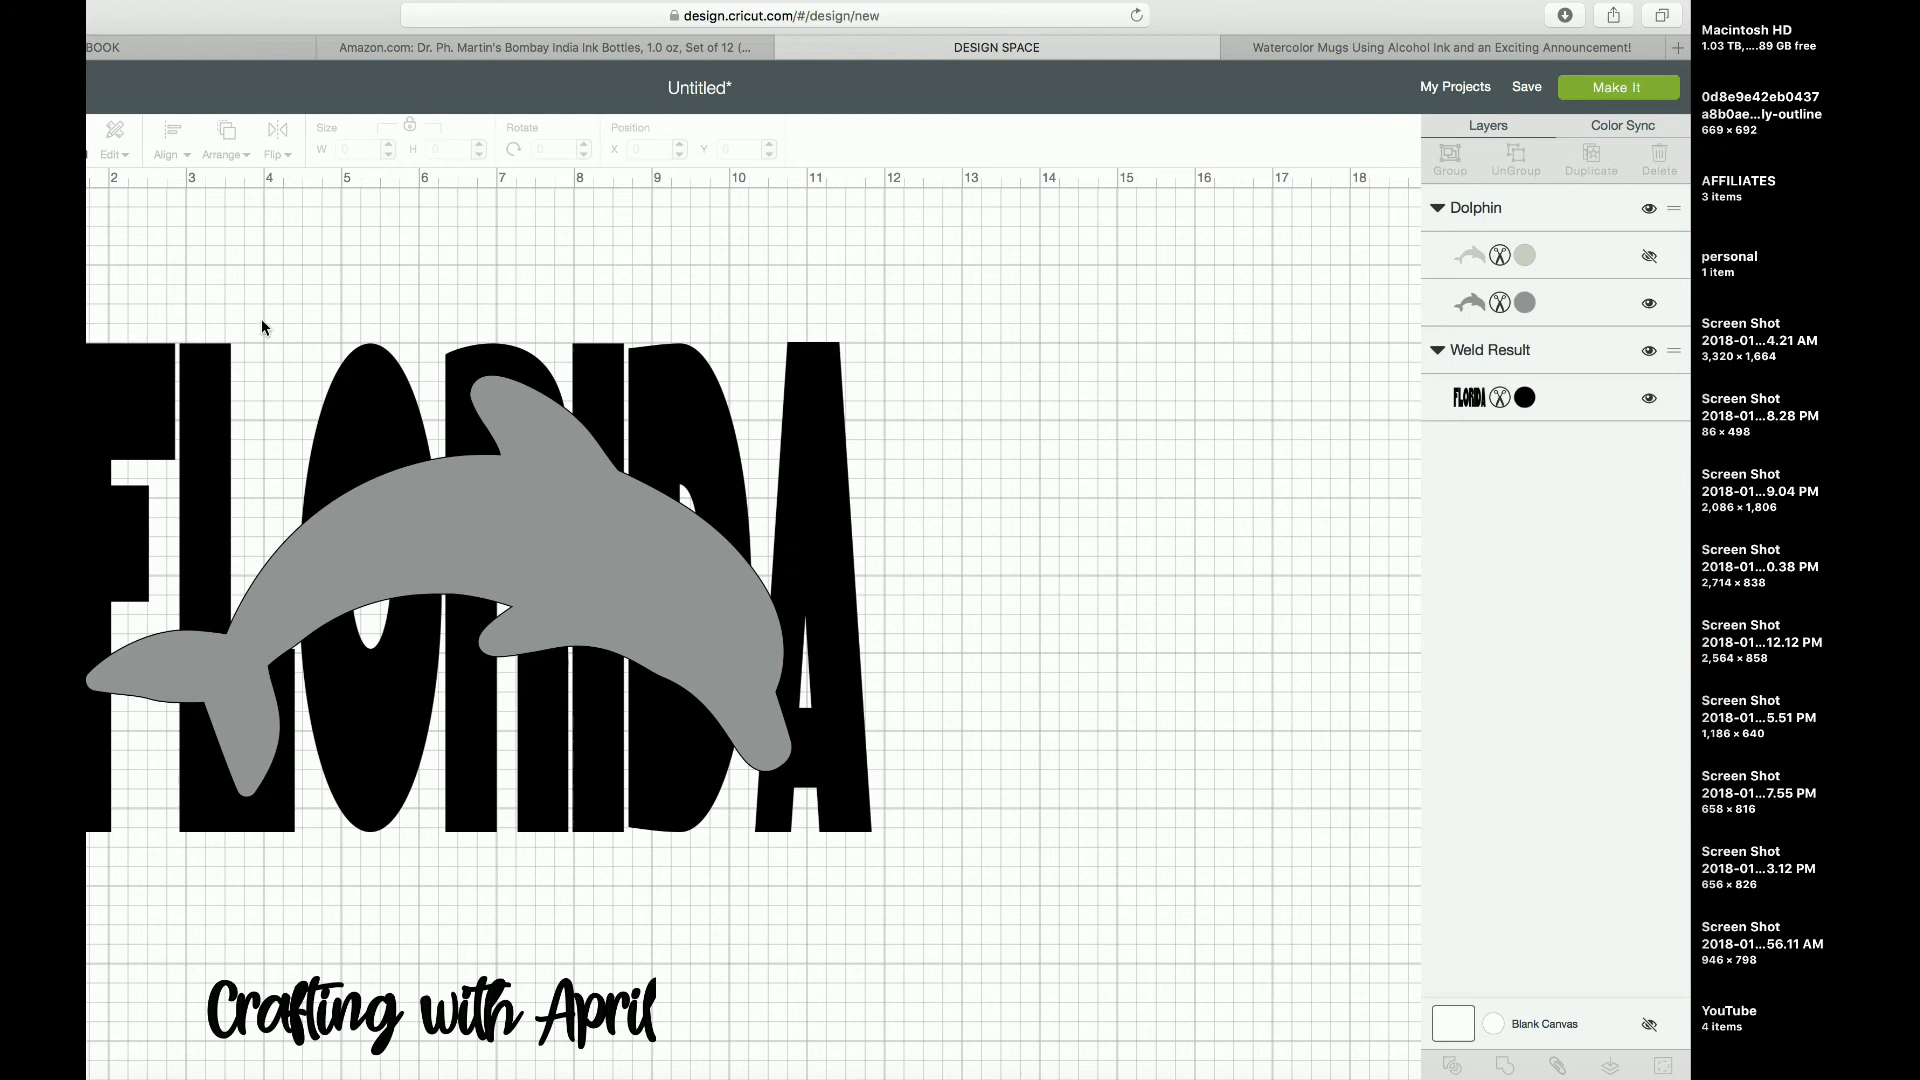 design.cricut.com/#/design/new
BOOK
Amazon.com: Dr. Ph. Martin's Bombay India Ink Bottles, 1.0 oz, Set of 12 (...
DESIGN SPACE
Watercolor Mugs Using Alcohol Ink and an Exciting Announcement!
Untitled*
My Projects
Save
Make It
Edit
Align
Arrange
Flip
Size
W 0
H 0
Rotate
0
Position
X 0
Y 0
2 3 4 5 6 7 8 9 10 11 12 13 14 15 16 17 18
Layers
Color Sync
Group
UnGroup
Duplicate
Delete
Dolphin
Weld Result
FLORIDA
Blank Canvas
FLORIDA
Crafting with April
Macintosh HD
1.03 TB,....89 GB free
0d8e9e42eb0437
a8b0ae...ly-outline
669 × 692
AFFILIATES
3 items
personal
1 item
Screen Shot
2018-01...4.21 AM
3,320 × 1,664
Screen Shot
2018-01...8.28 PM
86 × 498
Screen Shot
2018-01...9.04 PM
2,086 × 1,806
Screen Shot
2018-01...0.38 PM
2,714 × 838
Screen Shot
2018-01...12.12 PM
2,564 × 858
Screen Shot
2018-01...5.51 PM
1,186 × 640
Screen Shot
2018-01...7.55 PM
658 × 816
Screen Shot
2018-01...3.12 PM
656 × 826
Screen Shot
2018-01...56.11 AM
946 × 798
YouTube
4 items